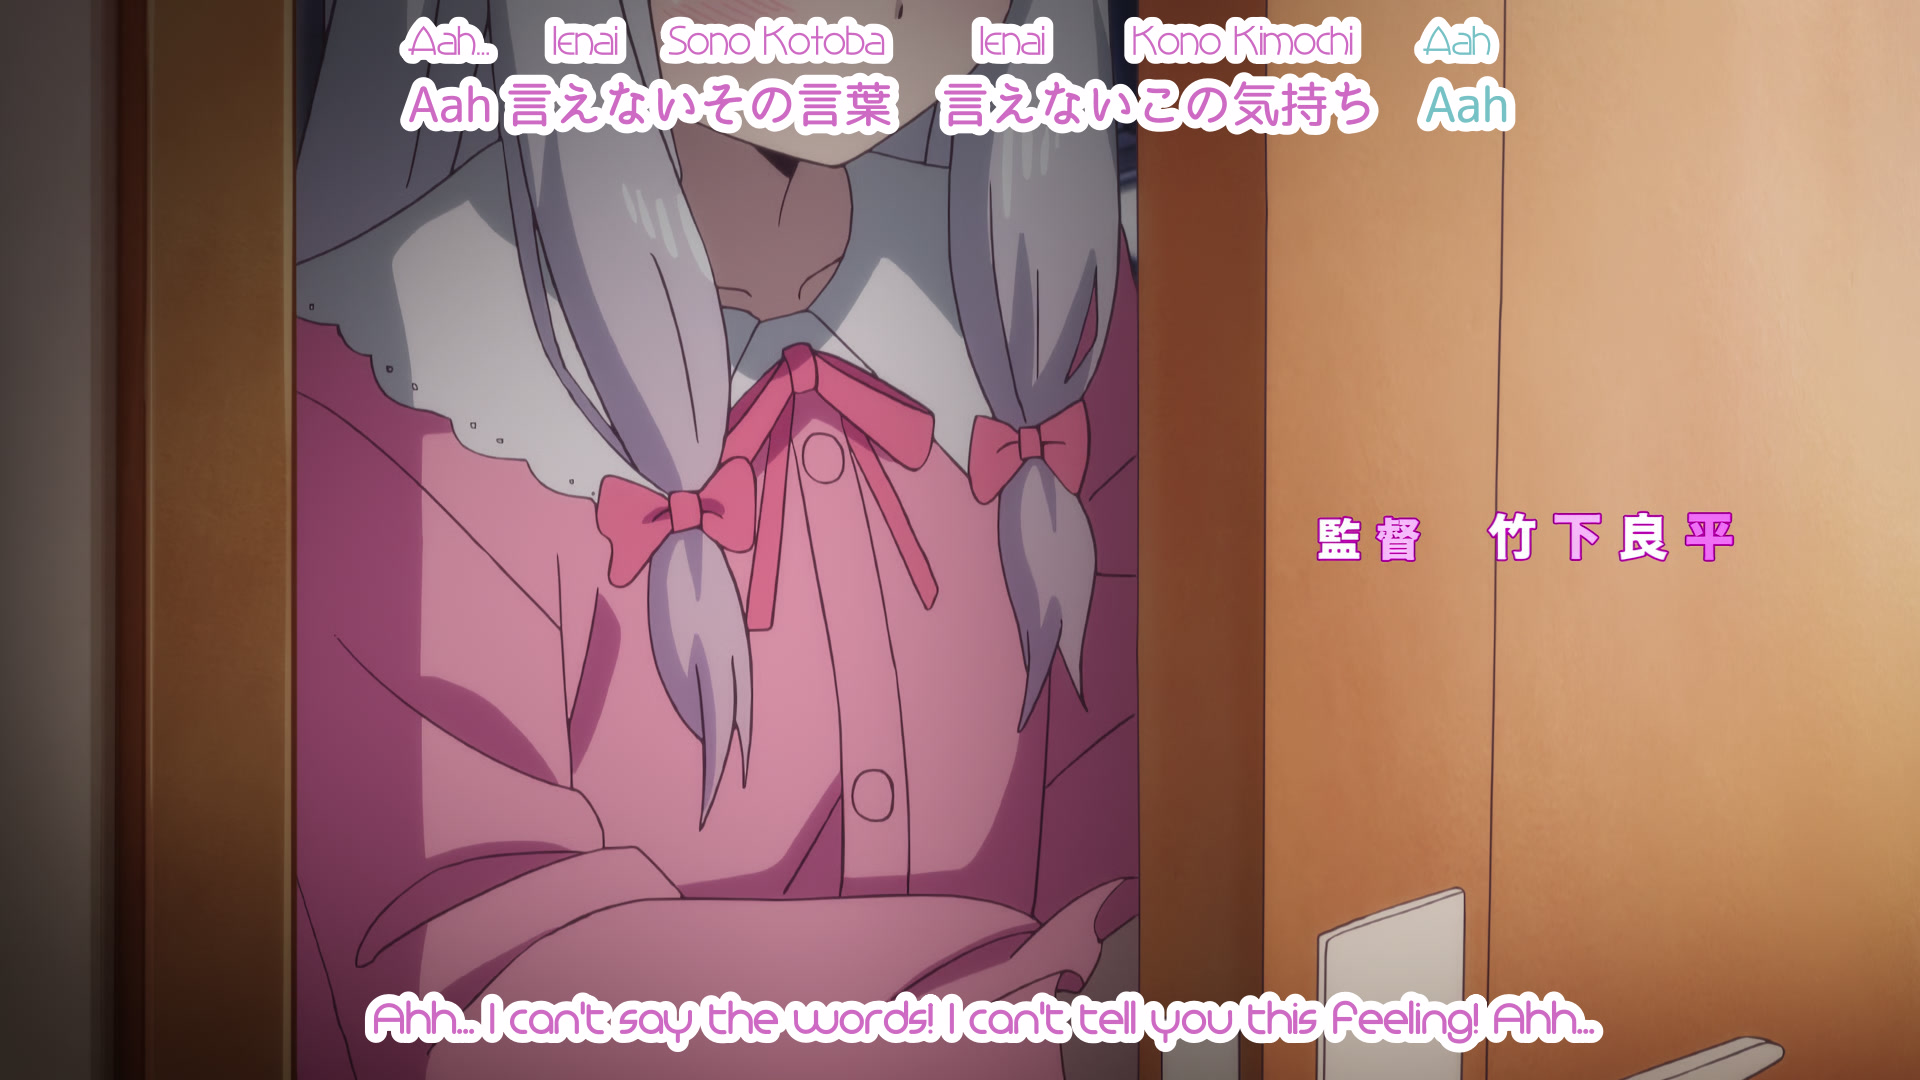 Aah... Ienai Sono Kotoba Ienai Kono Kimochi Aah
Aah 言えないその言葉 言えないこの気持ち Aah
監督 竹下良平
Ahh... I can't say the words! I can't tell you this feeling! Ahh...